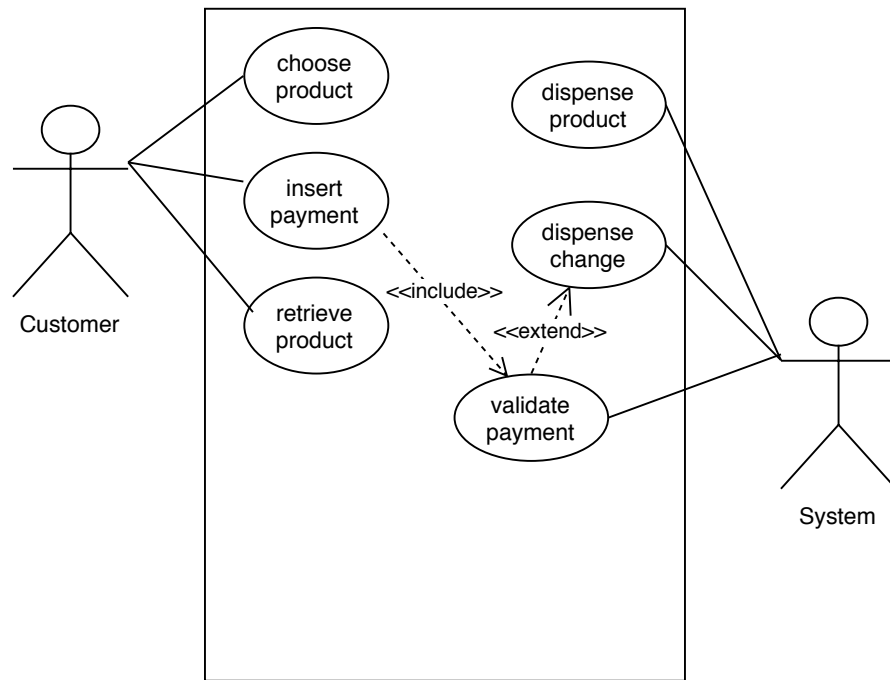 choose
product
dispense
product
insert
payment
dispense
change
<<include>>
retrieve
product
Customer
<<extend>>
validate
payment
System